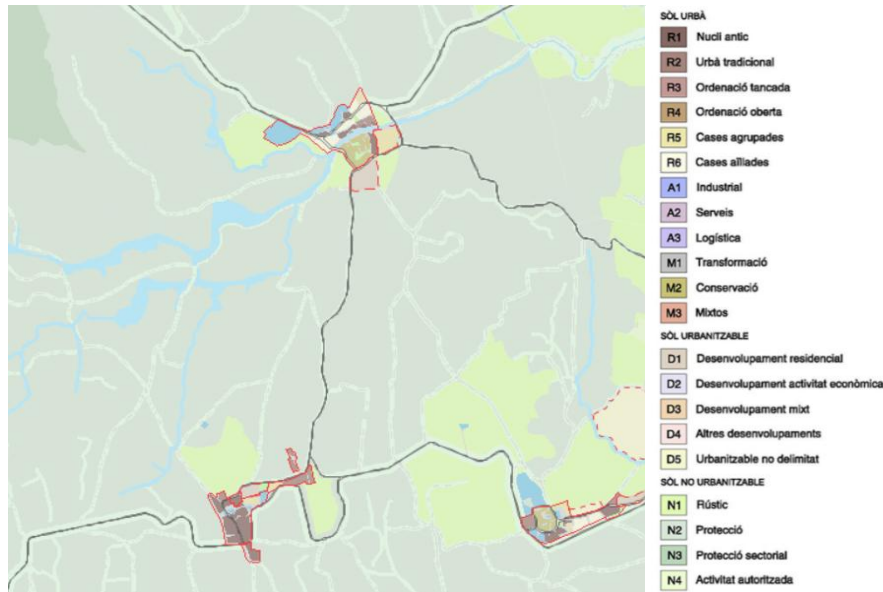 SÒL URBÀ
R1 Nucli antic
R2 Urbà tradicional
R3 Ordenació tancada
R4 Ordenació oberta
R5 Cases agrupades
R6 Cases aïllades
A1 Industrial
A2 Serveis
A3 Logística
M1 Transformació
M2 Conservació
M3 Mixtos
SÒL URBANITZABLE
D1 Desenvolupament residencial
D2 Desenvolupament activitat econòmica
D3 Desenvolupament mixt
D4 Altres desenvolupaments
D5 Urbanitzable no delimitat
SÒL NO URBANITZABLE
N1 Rústic
N2 Protecció
N3 Protecció sectorial
N4 Activitat autoritzada